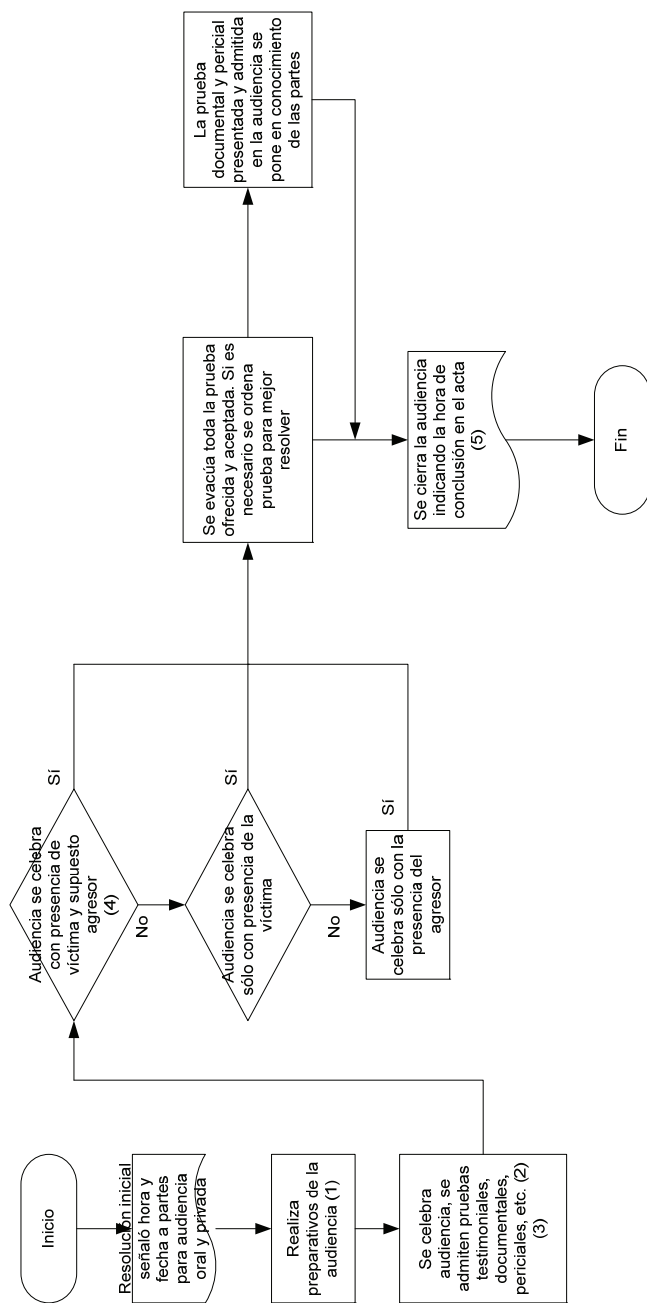 Inicio
Resolución inicial
señaló hora y
fecha a partes
para audiencia
oral y privada
Realiza
preparativos de la
audiencia (1)
Se celebra
audiencia, se
admiten pruebas
testimoniales,
documentales,
periciales, etc. (2)
(3)
Audiencia se celebra
con presencia de
víctima y supuesto
agresor
(4)
Sí
No
Audiencia se celebra
sólo con presencia de la
víctima
Sí
No
Audiencia se
celebra sólo con la
presencia del
agresor
Sí
Se evacúa toda la prueba
ofrecida y aceptada. Si es
necesario se ordena
prueba para mejor
resolver
La prueba
documental y pericial
presentada y admitida
en la audiencia se
pone en conocimiento
de las partes
Se cierra la audiencia
indicando la hora de
conclusión en el acta
(5)
Fin